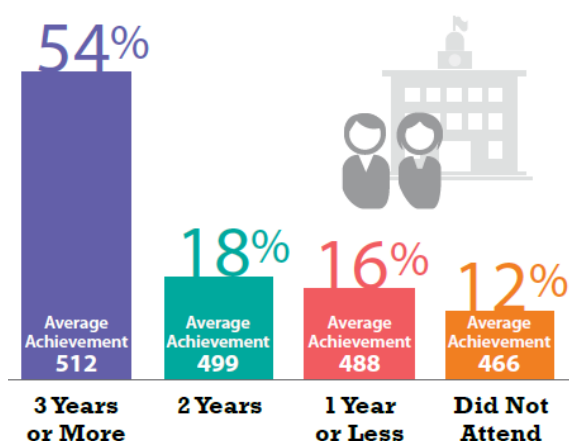 54%
18%
16%
12%
Average
Achievement
512
Average
Achievement
499
Average
Achievement
488
Average
Achievement
466
3 Years
or More
2 Years
1 Year
or Less
Did Not
Attend